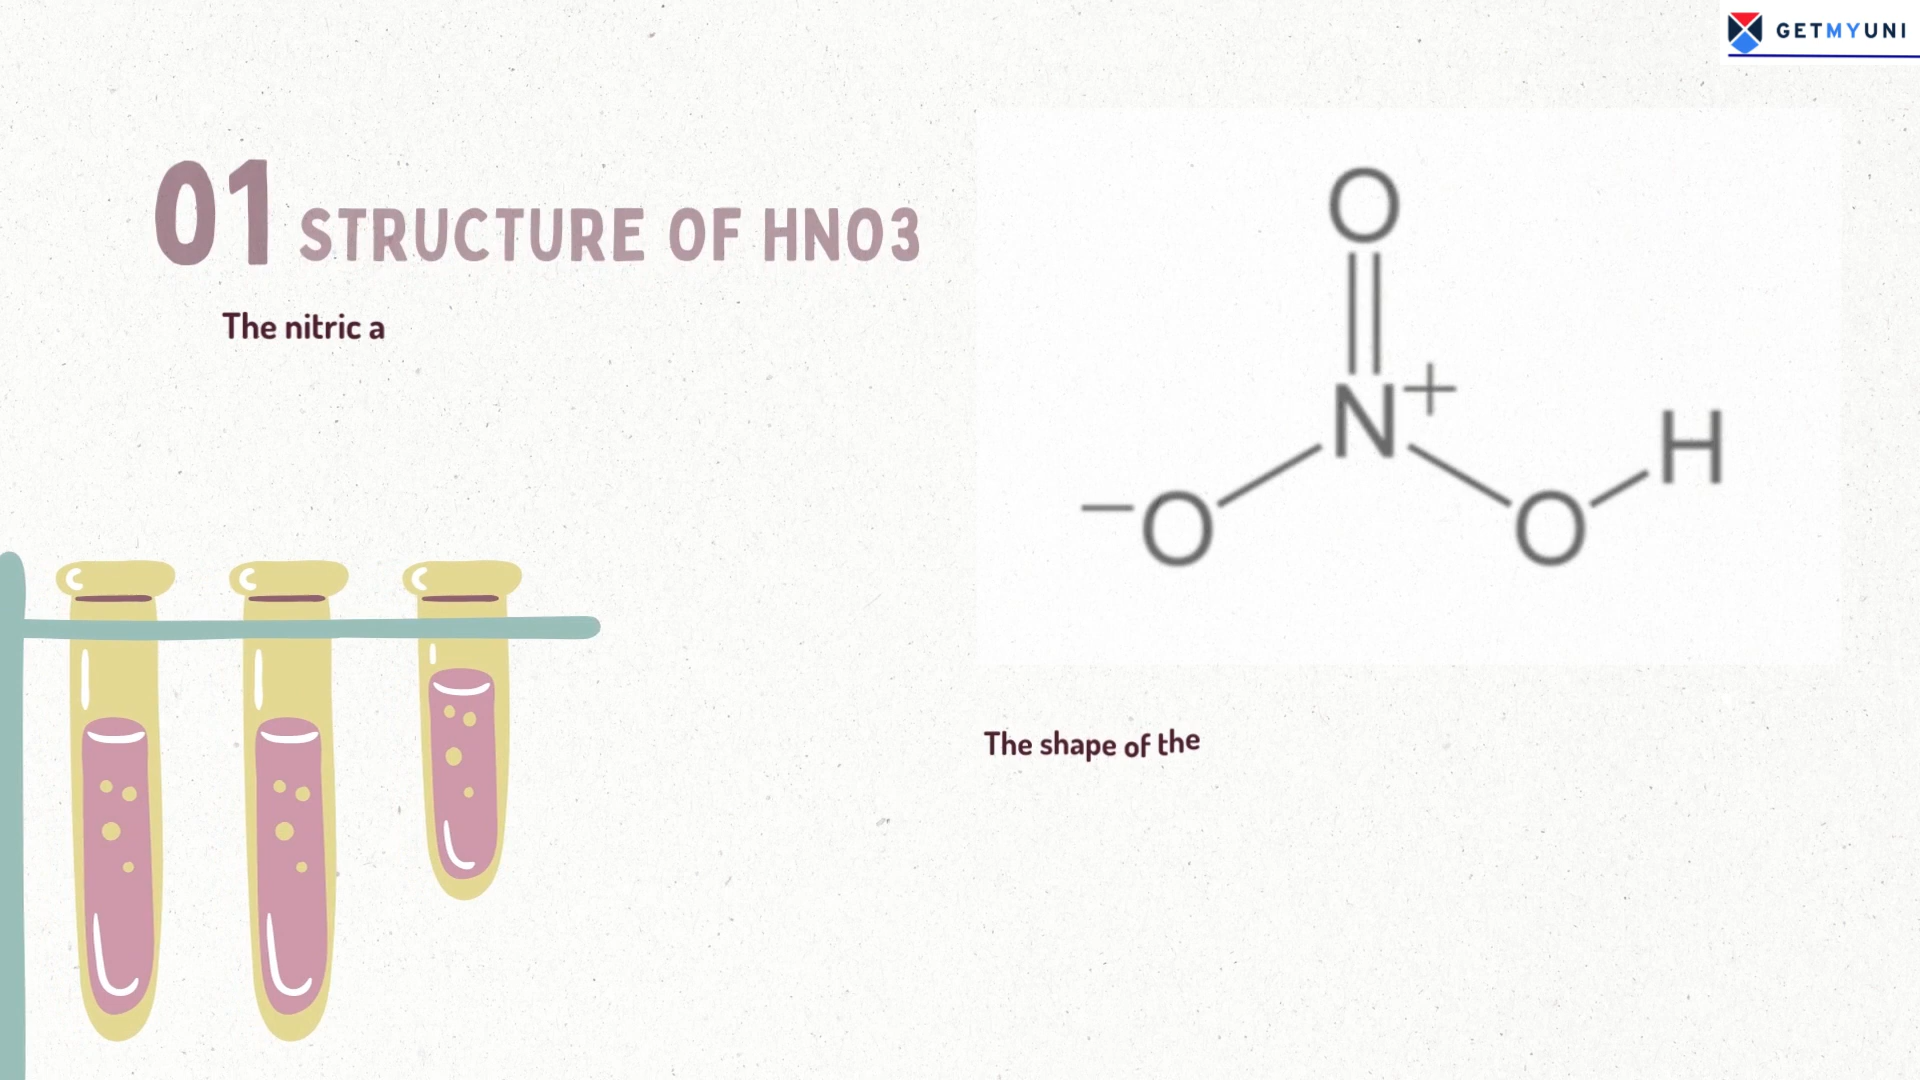 GETMYUNI
01 STRUCTURE OF HNO3
The nitric a
O
N+
H
−O
O
The shape of the